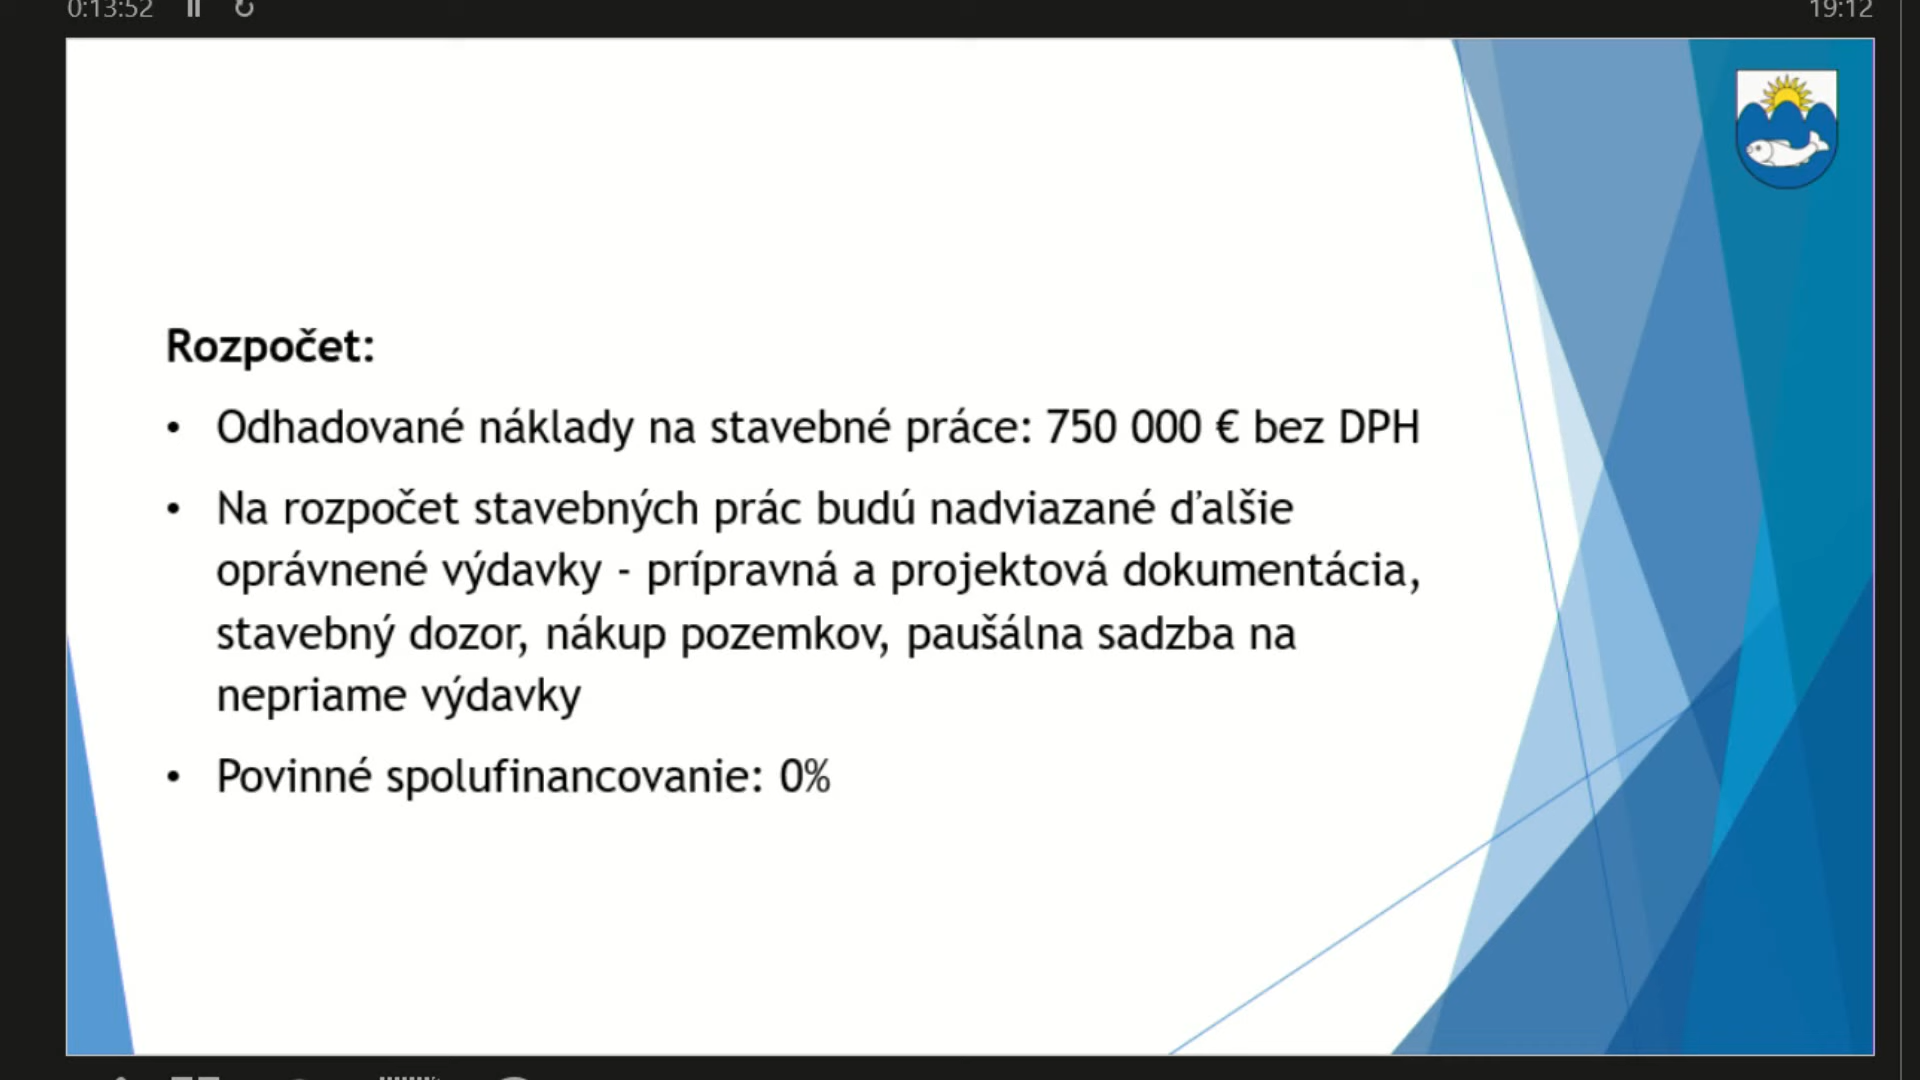 0:13:52
19:12
Rozpočet:
• Odhadované náklady na stavebné práce: 750 000 € bez DPH
• Na rozpočet stavebných prác budú nadviazané ďalšie
oprávnené výdavky - prípravná a projektová dokumentácia,
stavebný dozor, nákup pozemkov, paušálna sadzba na
nepriame výdavky
• Povinné spolufinancovanie: 0%